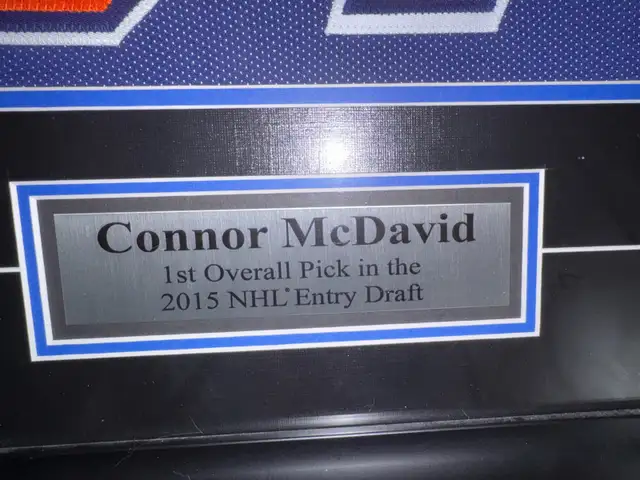 Connor McDavid
1st Overall Pick in the
2015 NHL® Entry Draft